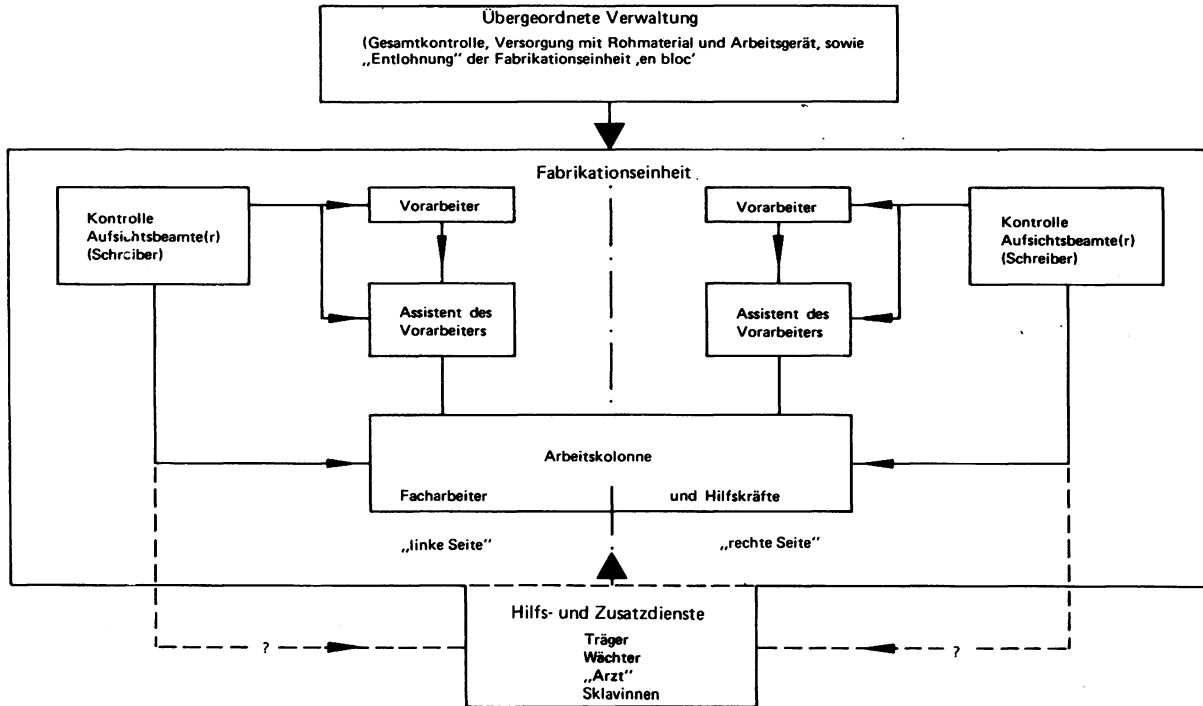 Übergeordnete Verwaltung
(Gesamtkontrolle, Versorgung mit Rohmaterial und Arbeitsgerät, sowie
„Entlohnung" der Fabrikationseinheit ‚en bloc'
Fabrikationseinheit
Kontrolle
Aufsichtsbeamte(r)
(Schreiber)
Vorarbeiter
Vorarbeiter
Kontrolle
Aufsichtsbeamte(r)
(Schreiber)
Assistent des
Vorarbeiters
Assistent des
Vorarbeiters
Arbeitskolonne
Facharbeiter und Hilfskräfte
„linke Seite" „rechte Seite"
Hilfs- und Zusatzdienste
Träger
Wächter
„Arzt"
Sklavinnen
?
?